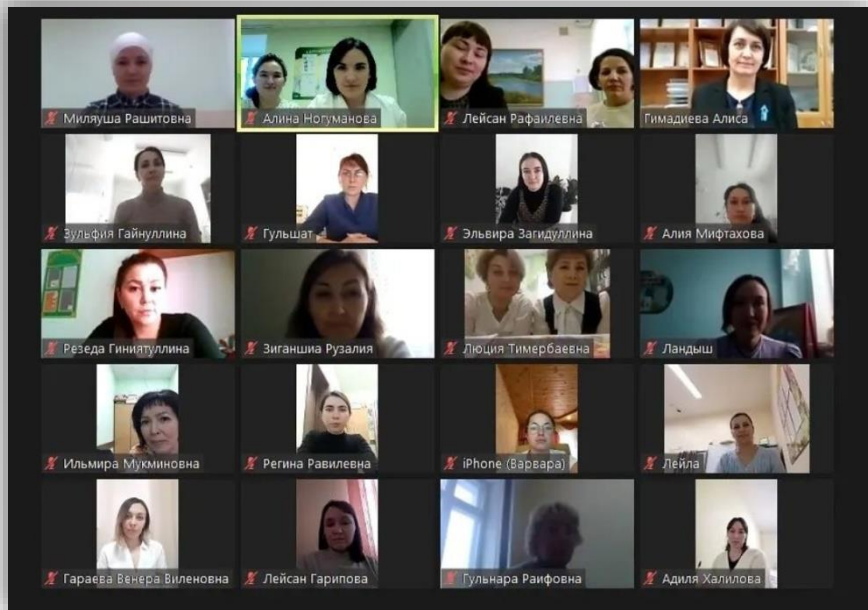 Миляуша Рашитовна
Алина Ногуманова
Лейсан Рафаилевна
Гимадиева Алиса
Зульфия Гайнуллина
Гульшат
Эльвира Загидуллина
Алия Мифтахова
Резеда Гиниятуллина
Зиганшиа Рузалия
Люция Тимербаевна
Ландыш
Ильмира Мукминовна
Регина Равилевна
iPhone (Варвара)
Лейла
Гараева Венера Виленовна
Лейсан Гарипова
Гульнара Раифовна
Адиля Халилова